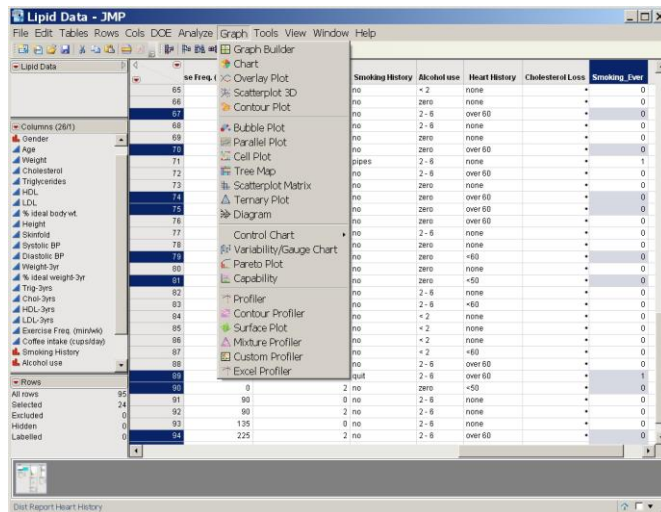 Lipid Data - JMP
File Edit Tables Rows Cols DOE Analyze Graph Tools View Window Help
Lipid Data
Columns (26/1)
Gender
Age
Weight
Cholesterol
Triglycerides
HDL
LDL
% ideal body wt.
Height
Skinfold
Systolic BP
Diastolic BP
Weight-3yr
% ideal weight-3yr
Trig-3yrs
Chol-3yrs
HDL-3yrs
LDL-3yrs
Exercise Freq. (min/wk)
Coffee intake (cups/day)
Smoking History
Alcohol use
Rows
All rows 95
Selected 24
Excluded 0
Hidden 0
Labelled 0
Graph Builder
Chart
Overlay Plot
Scatterplot 3D
Contour Plot
Bubble Plot
Parallel Plot
Cell Plot
Tree Map
Scatterplot Matrix
Ternary Plot
Diagram
Control Chart
Variability/Gauge Chart
Pareto Plot
Capability
Profiler
Contour Profiler
Surface Plot
Mixture Profiler
Custom Profiler
Excel Profiler
se Freq. ( Smoking History Alcohol use Heart History Cholesterol Loss Smoking_Ever
65 no < 2 none • 0
66 no zero none • 0
67 no 2 - 6 over 60 • 0
68 no 2 - 6 none • 0
69 no zero none • 0
70 no zero over 60 • 0
71 pipes 2 - 6 none • 1
72 no 2 - 6 over 60 • 0
73 no zero none • 0
74 no zero over 60 • 0
75 no zero over 60 • 0
76 no zero over 60 • 0
77 no 2 - 6 none • 0
78 no zero none • 0
79 no zero <60 • 0
80 no zero none • 0
81 no zero <50 • 0
82 no 2 - 6 none • 0
83 no 2 - 6 <60 • 0
84 no < 2 none • 0
85 no < 2 none • 0
86 no < 2 none • 0
87 no < 2 <60 • 0
88 no 2 - 6 over 60 • 0
89 quit 2 - 6 over 60 • 1
90 0 2 no zero <50 • 0
91 90 0 no 2 - 6 none • 0
92 90 2 no 2 - 6 none • 0
93 135 0 no 2 - 6 none • 0
94 225 2 no 2 - 6 over 60 • 0
Dist Report Heart History